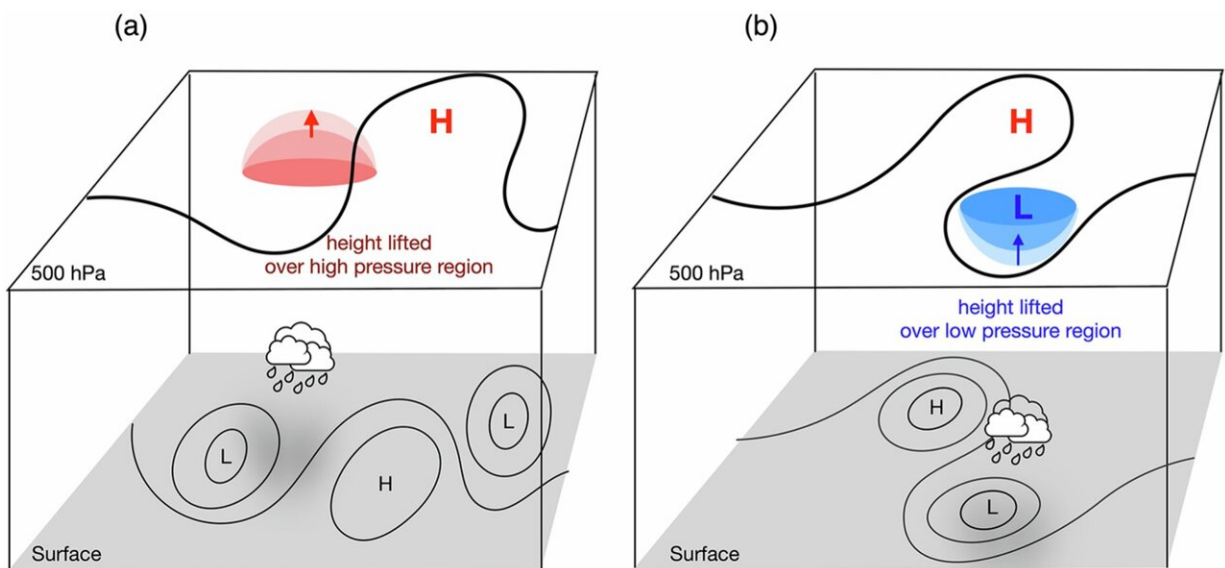 (a)
H
height lifted
over high pressure region
500 hPa
L
L
H
Surface
(b)
H
L
500 hPa
height lifted
over low pressure region
H
L
Surface